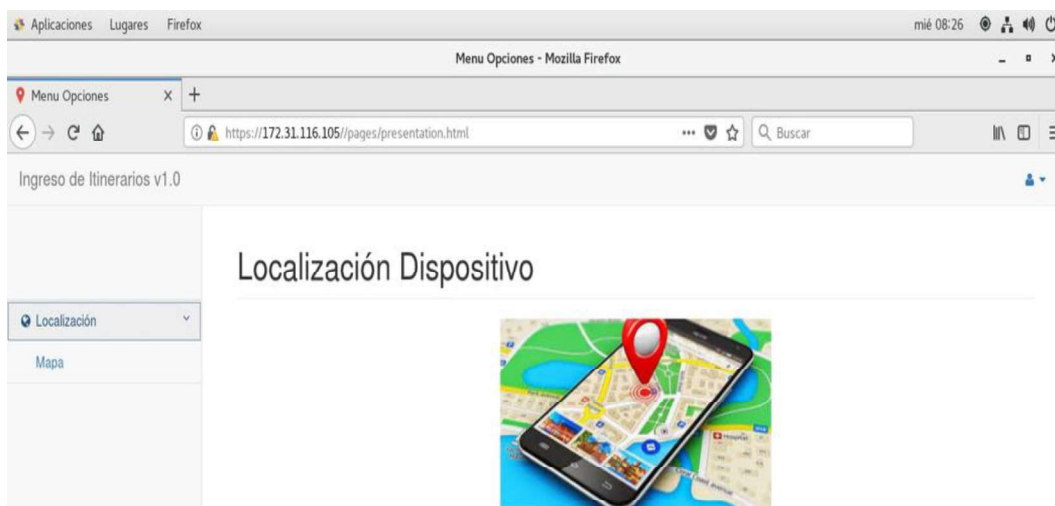 Aplicaciones Lugares Firefox mié 08:26
Menu Opciones - Mozilla Firefox
Menu Opciones
https://172.31.116.105//pages/presentation.html Buscar
Ingreso de Itinerarios v1.0
Localización Dispositivo
Localización
Mapa
Hospital